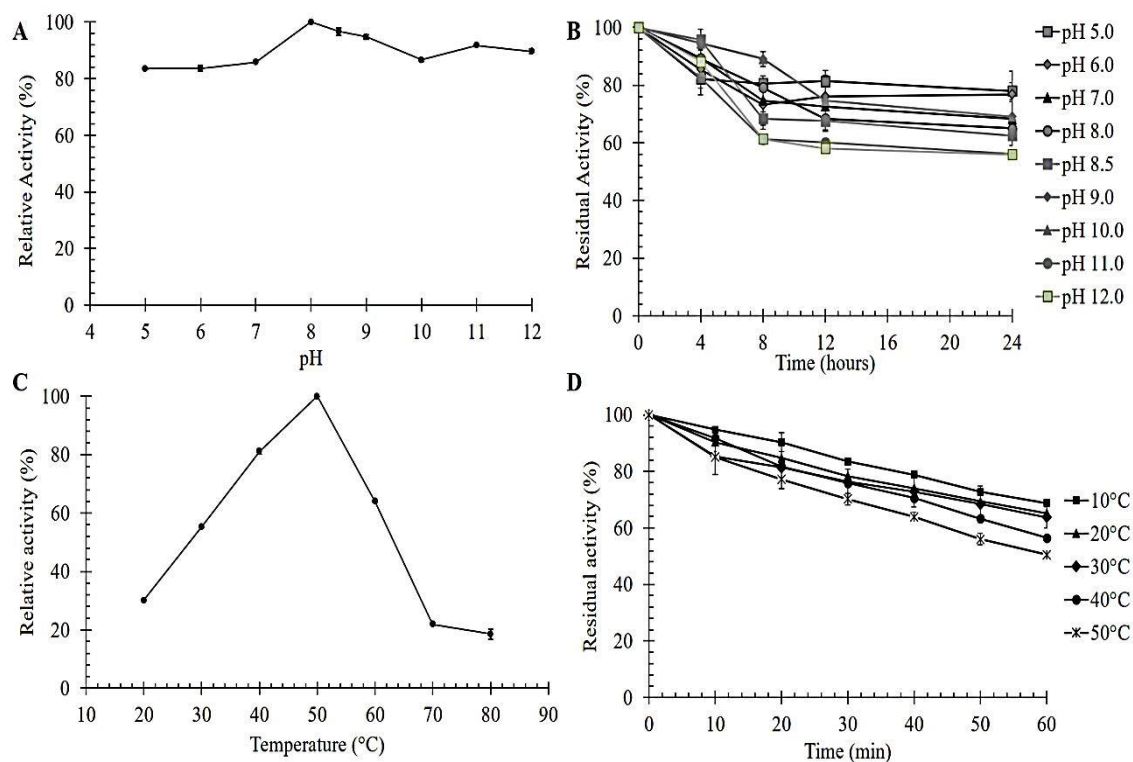 A
Relative Activity (%)
100
80
60
40
20
0
4 5 6 7 8 9 10 11 12
pH
B
Residual Activity (%)
100
80
60
40
20
0
0 4 8 12 16 20 24
Time (hours)
pH 5.0
pH 6.0
pH 7.0
pH 8.0
pH 8.5
pH 9.0
pH 10.0
pH 11.0
pH 12.0
C
Relative activity (%)
100
80
60
40
20
0
10 20 30 40 50 60 70 80 90
Temperature (°C)
D
Residual activity (%)
100
80
60
40
20
0
0 10 20 30 40 50 60
Time (min)
10°C
20°C
30°C
40°C
50°C